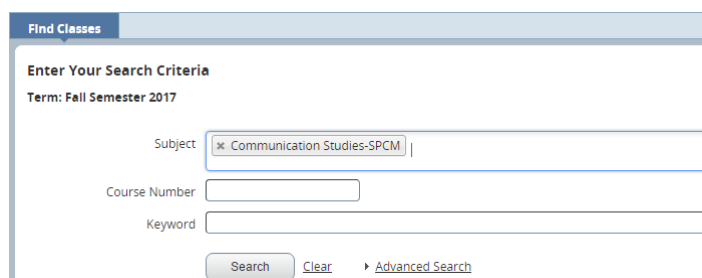 Find Classes
Enter Your Search Criteria
Term: Fall Semester 2017
Subject × Communication Studies-SPCM
Course Number
Keyword
Search Clear Advanced Search